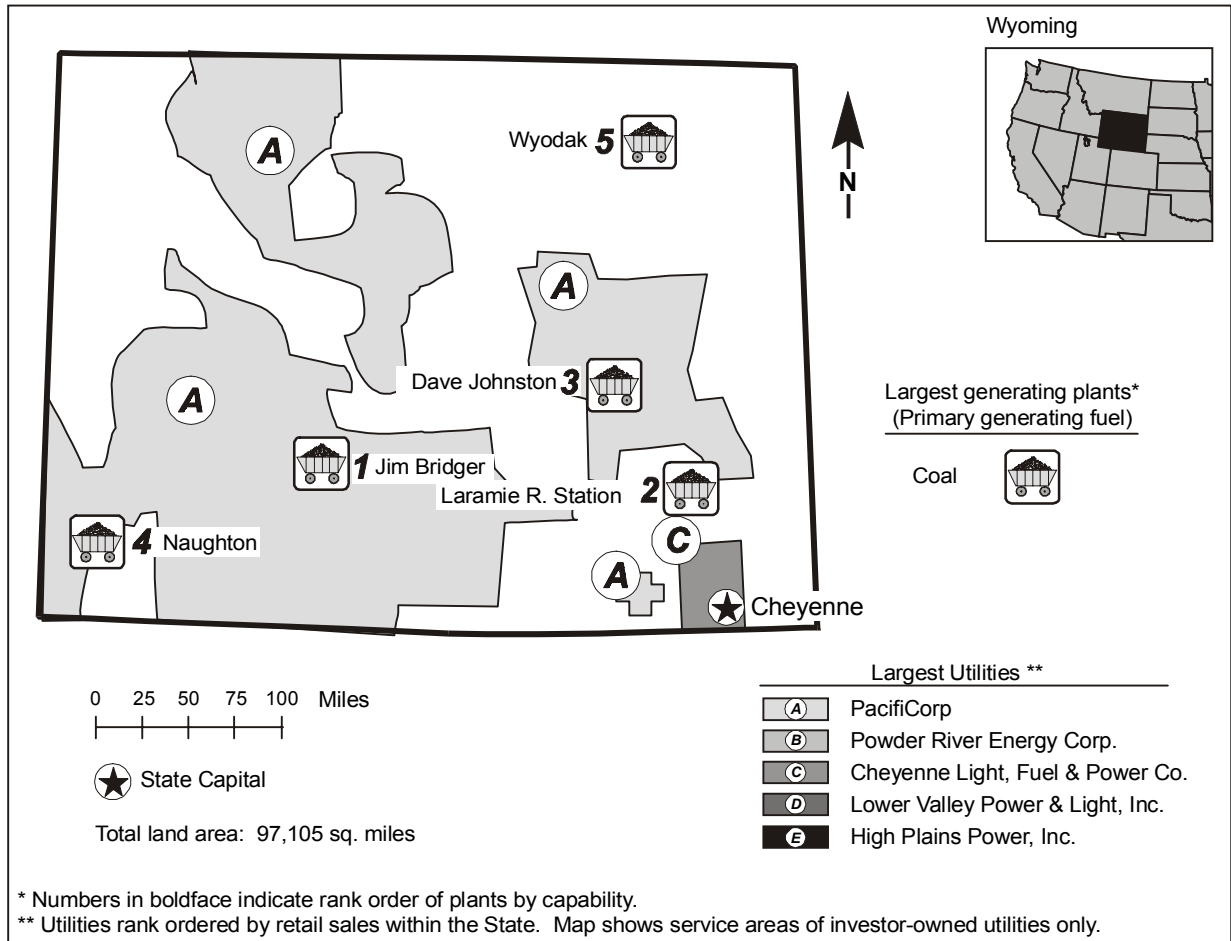 Wyoming
A
Wyodak 5
N
A
Dave Johnston 3
A
Largest generating plants*
(Primary generating fuel)
1 Jim Bridger
Coal
Laramie R. Station 2
4 Naughton
C
A
Cheyenne
0 25 50 75 100 Miles
State Capital
Total land area: 97,105 sq. miles
Largest Utilities **
A PacifiCorp
B Powder River Energy Corp.
C Cheyenne Light, Fuel & Power Co.
D Lower Valley Power & Light, Inc.
E High Plains Power, Inc.
* Numbers in boldface indicate rank order of plants by capability.
** Utilities rank ordered by retail sales within the State. Map shows service areas of investor-owned utilities only.